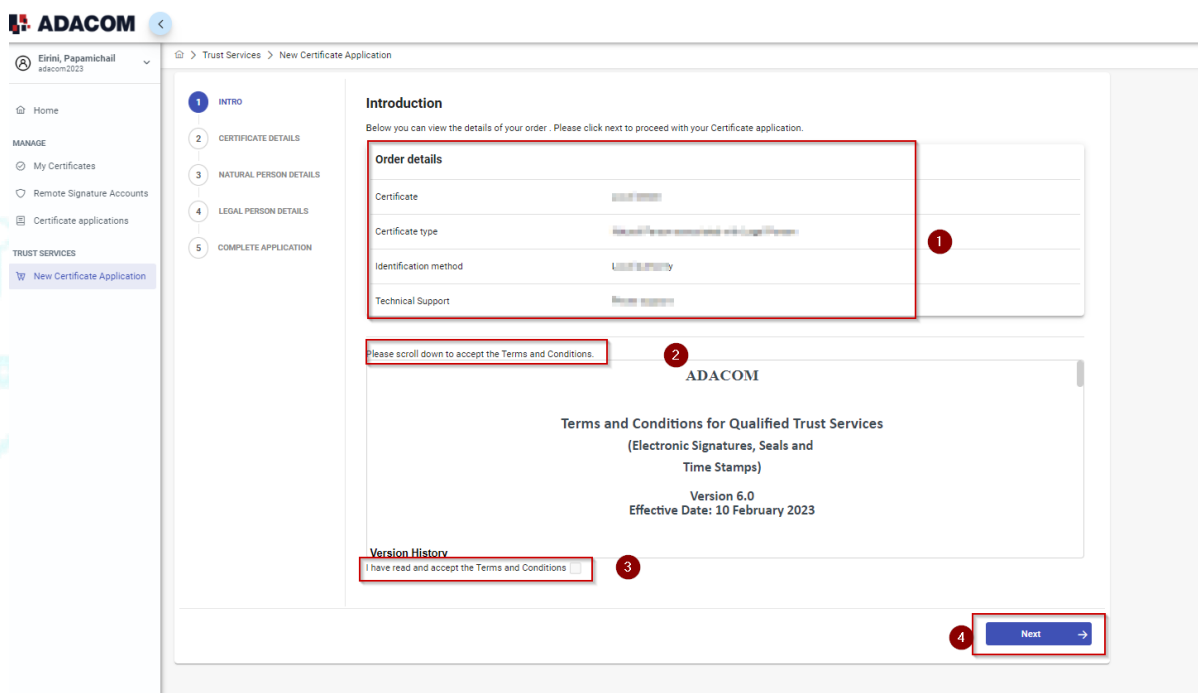 ADACOM
Eirini, Papamichail
adacom2023
Home
MANAGE
My Certificates
Remote Signature Accounts
Certificate applications
TRUST SERVICES
New Certificate Application
Trust Services > New Certificate Application
1 INTRO
2 CERTIFICATE DETAILS
3 NATURAL PERSON DETAILS
4 LEGAL PERSON DETAILS
5 COMPLETE APPLICATION
Introduction
Below you can view the details of your order . Please click next to proceed with your Certificate application.
Order details
Certificate
Certificate type
Identification method
Technical Support
1
Please scroll down to accept the Terms and Conditions.
2
ADACOM
Terms and Conditions for Qualified Trust Services
(Electronic Signatures, Seals and
Time Stamps)
Version 6.0
Effective Date: 10 February 2023
Version History
I have read and accept the Terms and Conditions
3
4
Next